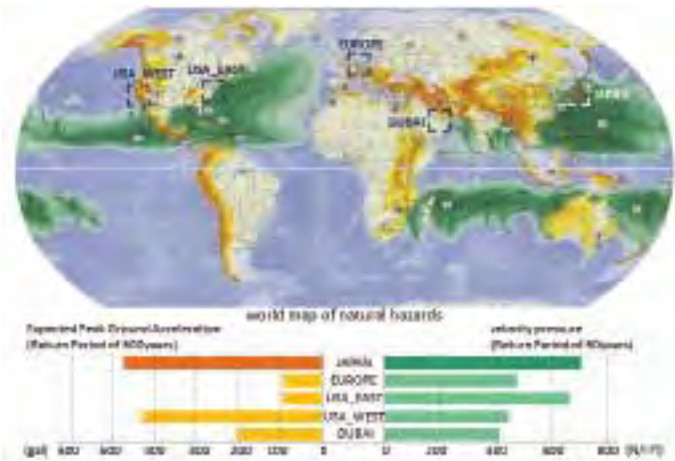 EUROPE
USA_WEST
USA_EAST
JAPAN
DUBAI
world map of natural hazards
Expected Peak Ground Acceleration
(Return Period of 500years)
velocity pressure
(Return Period of 50years)
JAPAN
EUROPE
USA_EAST
USA_WEST
DUBAI
(gal) 600 500 400 300 200 100 0
0 200 400 600 800